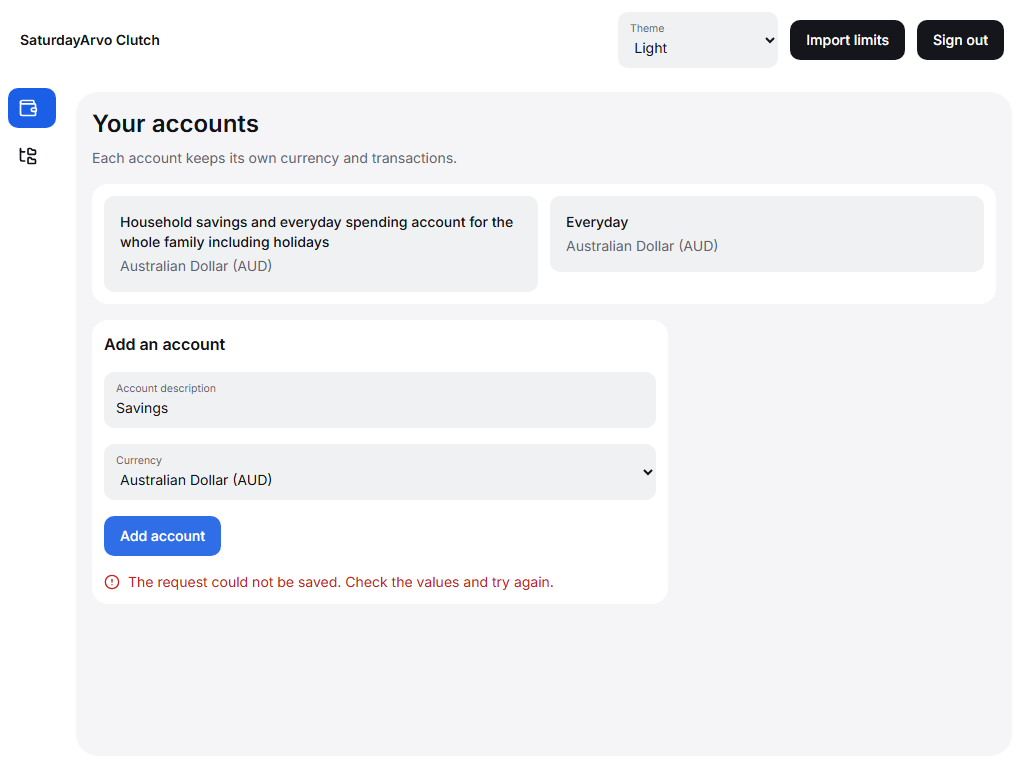 SaturdayArvo Clutch
Theme
Light
Import limits
Sign out
Your accounts
Each account keeps its own currency and transactions.
Household savings and everyday spending account for the
whole family including holidays
Australian Dollar (AUD)
Everyday
Australian Dollar (AUD)
Add an account
Account description
Savings
Currency
Australian Dollar (AUD)
Add account
The request could not be saved. Check the values and try again.